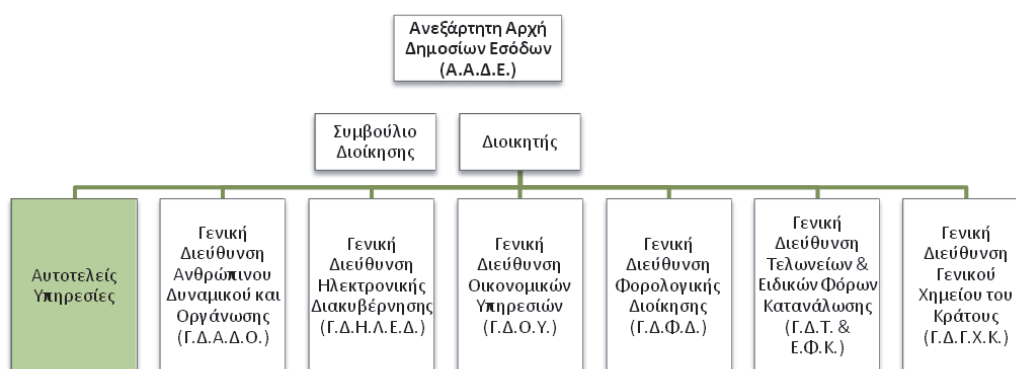 Ανεξάρτητη Αρχή
Δημοσίων Εσόδων
(Α.Α.Δ.Ε.)
Συμβούλιο
Διοίκησης
Διοικητής
Αυτοτελείς
Υπηρεσίες
Γενική
Διεύθυνση
Ανθρώπινου
Δυναμικού και
Οργάνωσης
(Γ.Δ.Α.Δ.Ο.)
Γενική
Διεύθυνση
Ηλεκτρονικής
Διακυβέρνησης
(Γ.Δ.Η.Λ.Ε.Δ.)
Γενική
Διεύθυνση
Οικονομικών
Υπηρεσιών
(Γ.Δ.Ο.Υ.)
Γενική
Διεύθυνση
Φορολογικής
Διοίκησης
(Γ.Δ.Φ.Δ.)
Γενική
Διεύθυνση
Τελωνείων &
Ειδικών Φόρων
Κατανάλωσης
(Γ.Δ.Τ. &
Ε.Φ.Κ.)
Γενική
Διεύθυνση
Γενικού
Χημείου του
Κράτους
(Γ.Δ.Γ.Χ.Κ.)